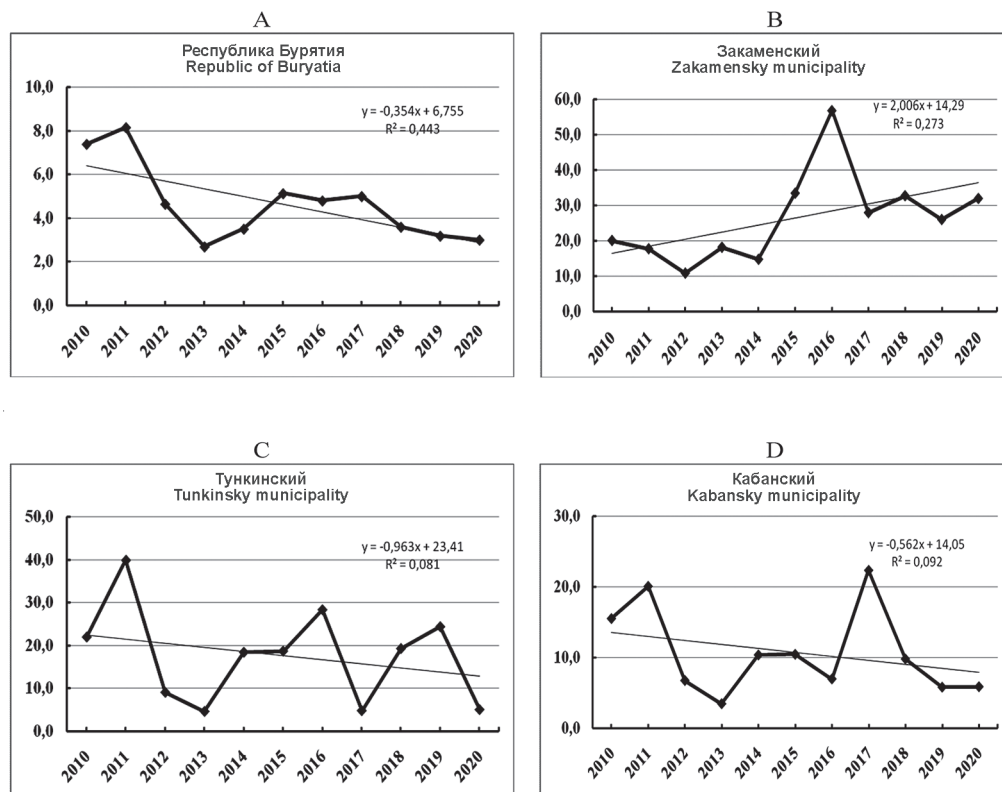 A
Республика Бурятия
Republic of Buryatia
10,0
8,0
6,0
4,0
2,0
0,0
y = -0,354x + 6,755
R² = 0,443
2010 2011 2012 2013 2014 2015 2016 2017 2018 2019 2020
B
Закаменский
Zakamensky municipality
60,0
50,0
40,0
30,0
20,0
10,0
0,0
y = 2,006x + 14,29
R² = 0,273
2010 2011 2012 2013 2014 2015 2016 2017 2018 2019 2020
C
Тункинский
Tunkinsky municipality
50,0
40,0
30,0
20,0
10,0
0,0
y = -0,963x + 23,41
R² = 0,081
2010 2011 2012 2013 2014 2015 2016 2017 2018 2019 2020
D
Кабанский
Kabansky municipality
30,0
20,0
10,0
0,0
y = -0,562x + 14,05
R² = 0,092
2010 2011 2012 2013 2014 2015 2016 2017 2018 2019 2020